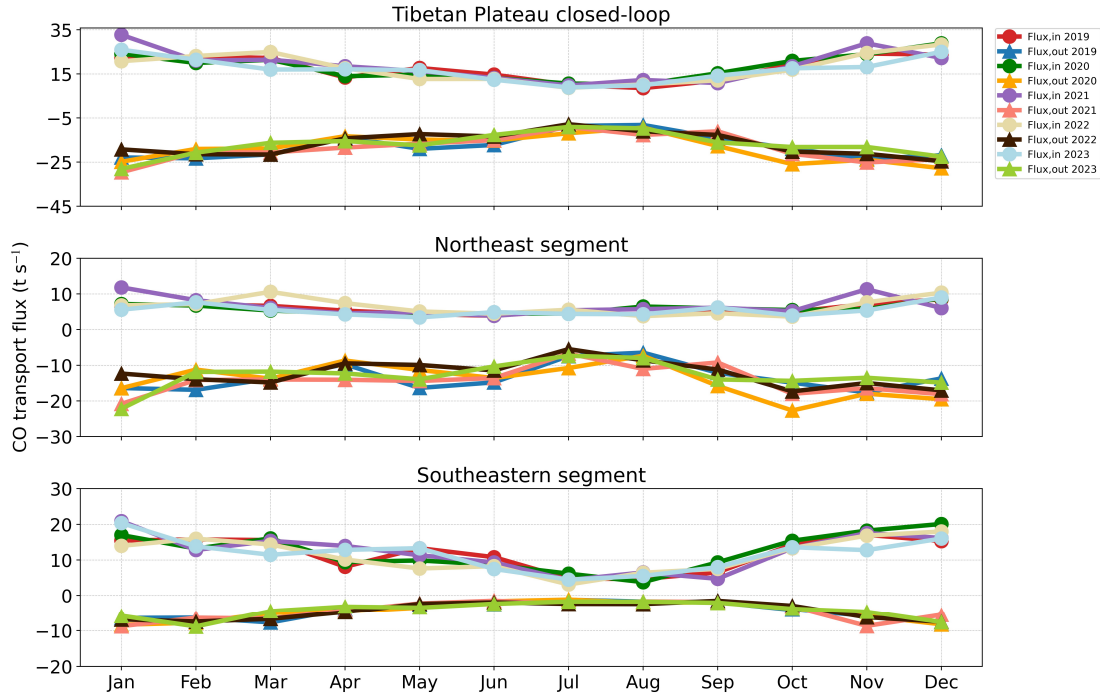 Tibetan Plateau closed-loop
35
15
−5
−25
−45
Flux,in 2019
Flux,out 2019
Flux,in 2020
Flux,out 2020
Flux,in 2021
Flux,out 2021
Flux,in 2022
Flux,out 2022
Flux,in 2023
Flux,out 2023
CO transport flux (t s⁻¹)
Northeast segment
20
10
0
−10
−20
−30
Southeastern segment
30
20
10
0
−10
−20
Jan Feb Mar Apr May Jun Jul Aug Sep Oct Nov Dec